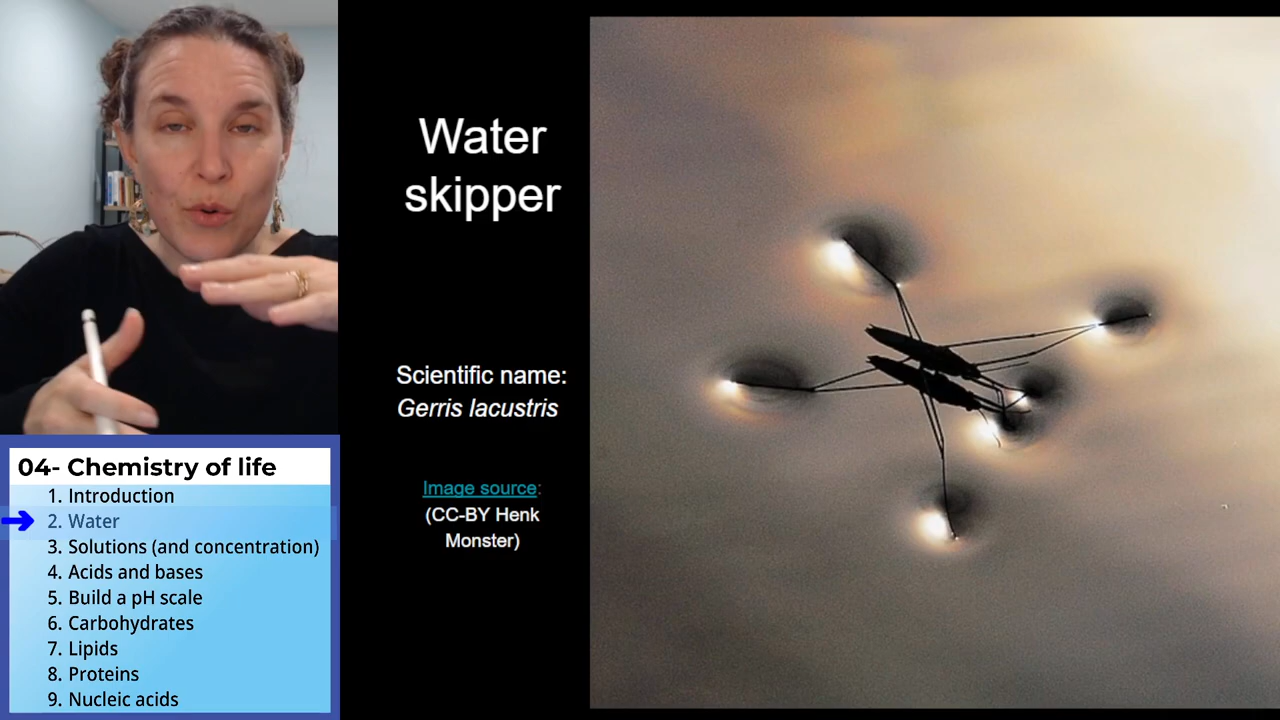 Water
skipper
Scientific name:
Gerris lacustris
Image source:
(CC-BY Henk
Monster)
04- Chemistry of life
1. Introduction
2. Water
3. Solutions (and concentration)
4. Acids and bases
5. Build a pH scale
6. Carbohydrates
7. Lipids
8. Proteins
9. Nucleic acids